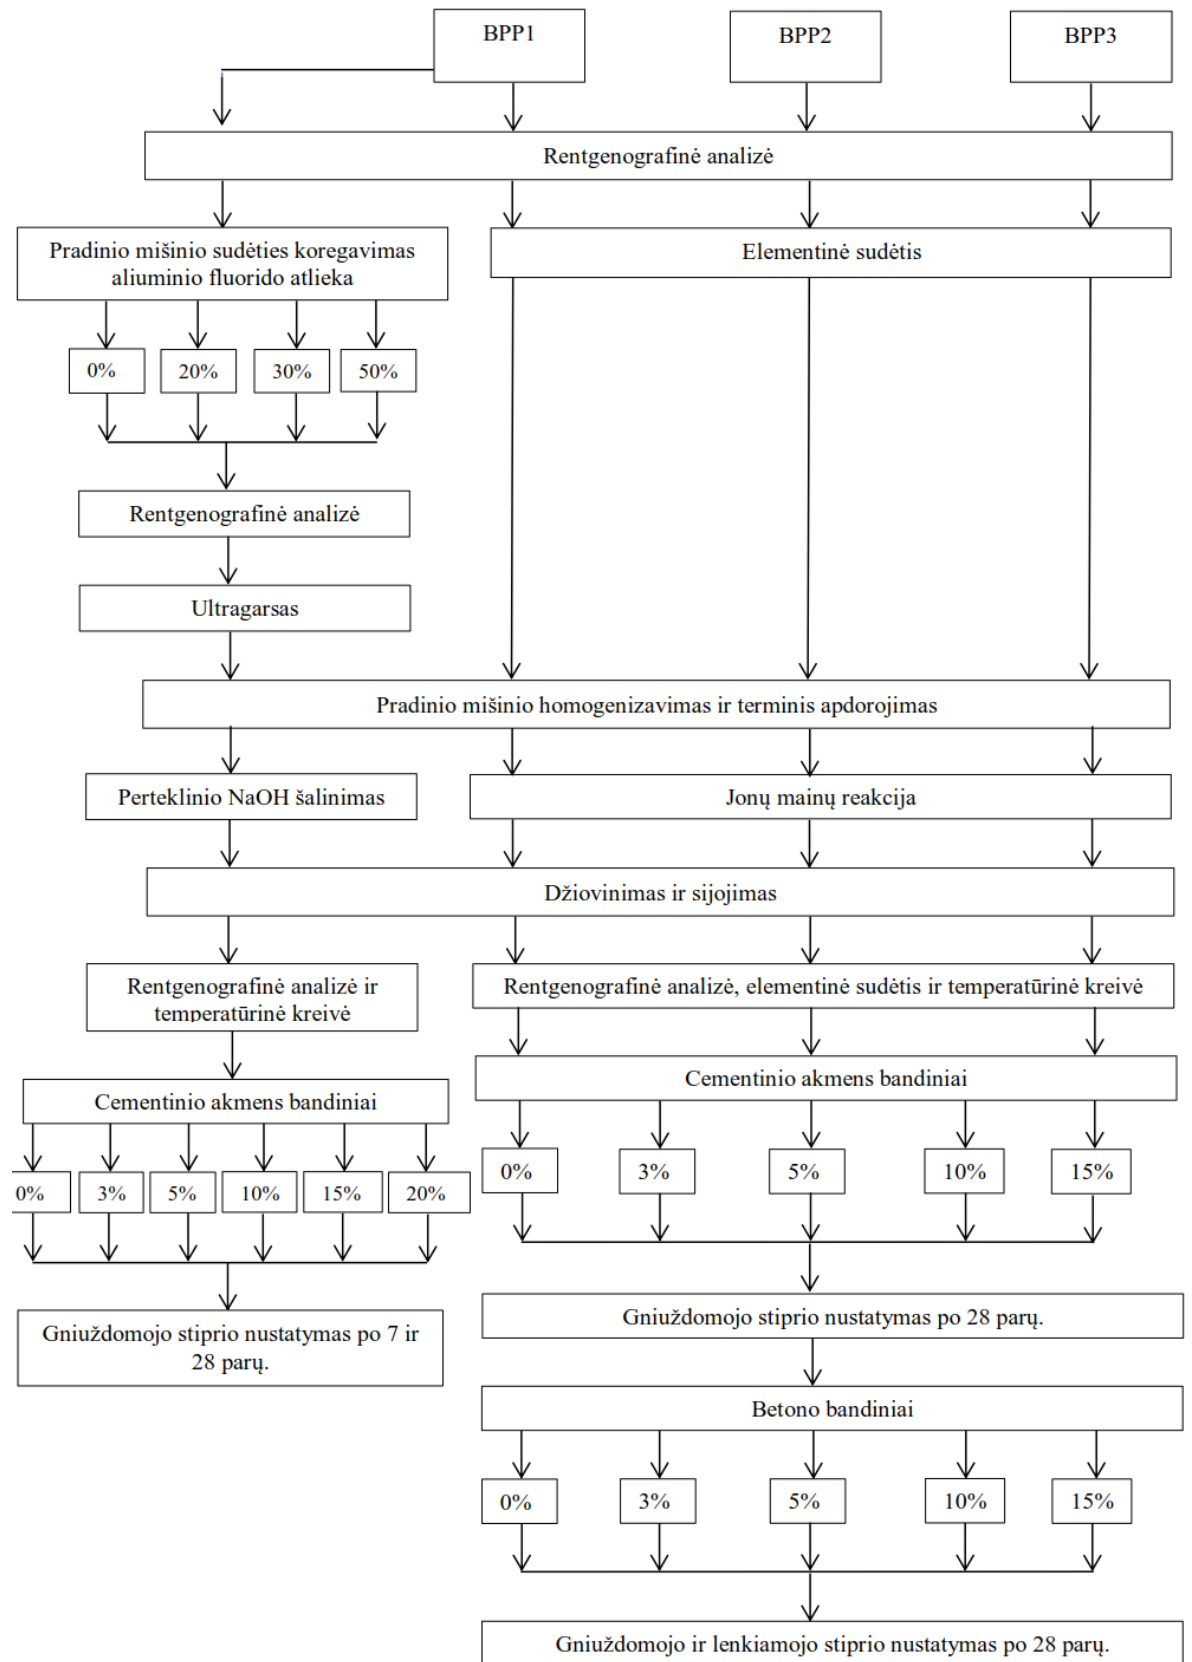 BPP1
BPP2
BPP3
Rentgenografinė analizė
Pradinio mišinio sudėties koregavimas
aliuminio fluorido atlieka
Elementinė sudėtis
0%
20%
30%
50%
Rentgenografinė analizė
Ultragarsas
Pradinio mišinio homogenizavimas ir terminis apdorojimas
Perteklinio NaOH šalinimas
Jonų mainų reakcija
Džiovinimas ir sijojimas
Rentgenografinė analizė ir
temperatūrinė kreivė
Rentgenografinė analizė, elementinė sudėtis ir temperatūrinė kreivė
Cementinio akmens bandiniai
0%
3%
5%
10%
15%
20%
Gniuždomojo stiprio nustatymas po 7 ir
28 parų.
Cementinio akmens bandiniai
0%
3%
5%
10%
15%
Gniuždomojo stiprio nustatymas po 28 parų.
Betono bandiniai
0%
3%
5%
10%
15%
Gniuždomojo ir lenkiamojo stiprio nustatymas po 28 parų.